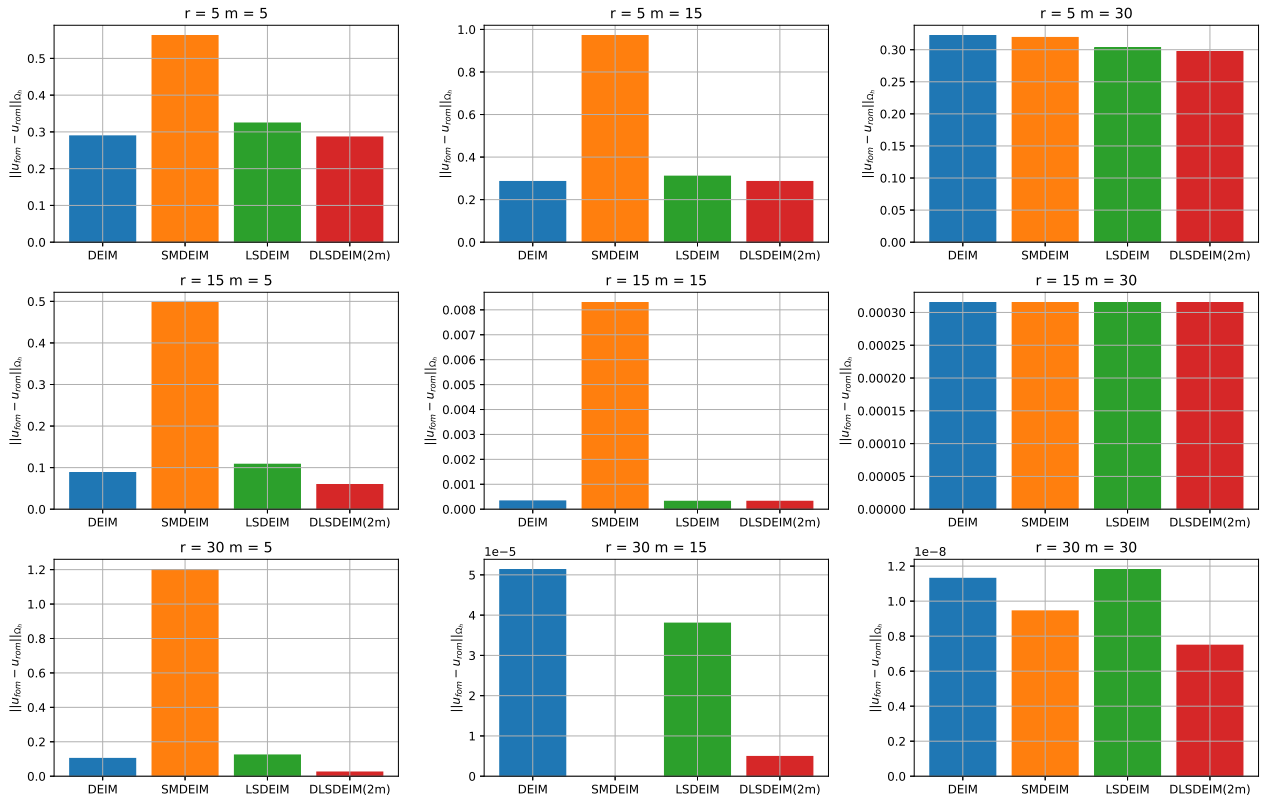 r = 5 m = 5
||u_fom − u_rom||_Ω_h
0.5
0.4
0.3
0.2
0.1
0.0
DEIM SMDEIM LSDEIM DLSDEIM(2m)
r = 5 m = 15
||u_fom − u_rom||_Ω_h
1.0
0.8
0.6
0.4
0.2
0.0
DEIM SMDEIM LSDEIM DLSDEIM(2m)
r = 5 m = 30
||u_fom − u_rom||_Ω_h
0.30
0.25
0.20
0.15
0.10
0.05
0.00
DEIM SMDEIM LSDEIM DLSDEIM(2m)
r = 15 m = 5
||u_fom − u_rom||_Ω_h
0.5
0.4
0.3
0.2
0.1
0.0
DEIM SMDEIM LSDEIM DLSDEIM(2m)
r = 15 m = 15
||u_fom − u_rom||_Ω_h
0.008
0.007
0.006
0.005
0.004
0.003
0.002
0.001
0.000
DEIM SMDEIM LSDEIM DLSDEIM(2m)
r = 15 m = 30
||u_fom − u_rom||_Ω_h
0.00030
0.00025
0.00020
0.00015
0.00010
0.00005
0.00000
DEIM SMDEIM LSDEIM DLSDEIM(2m)
r = 30 m = 5
||u_fom − u_rom||_Ω_h
1.2
1.0
0.8
0.6
0.4
0.2
0.0
DEIM SMDEIM LSDEIM DLSDEIM(2m)
1e−5 r = 30 m = 15
||u_fom − u_rom||_Ω_h
5
4
3
2
1
0
DEIM SMDEIM LSDEIM DLSDEIM(2m)
1e−8 r = 30 m = 30
||u_fom − u_rom||_Ω_h
1.2
1.0
0.8
0.6
0.4
0.2
0.0
DEIM SMDEIM LSDEIM DLSDEIM(2m)